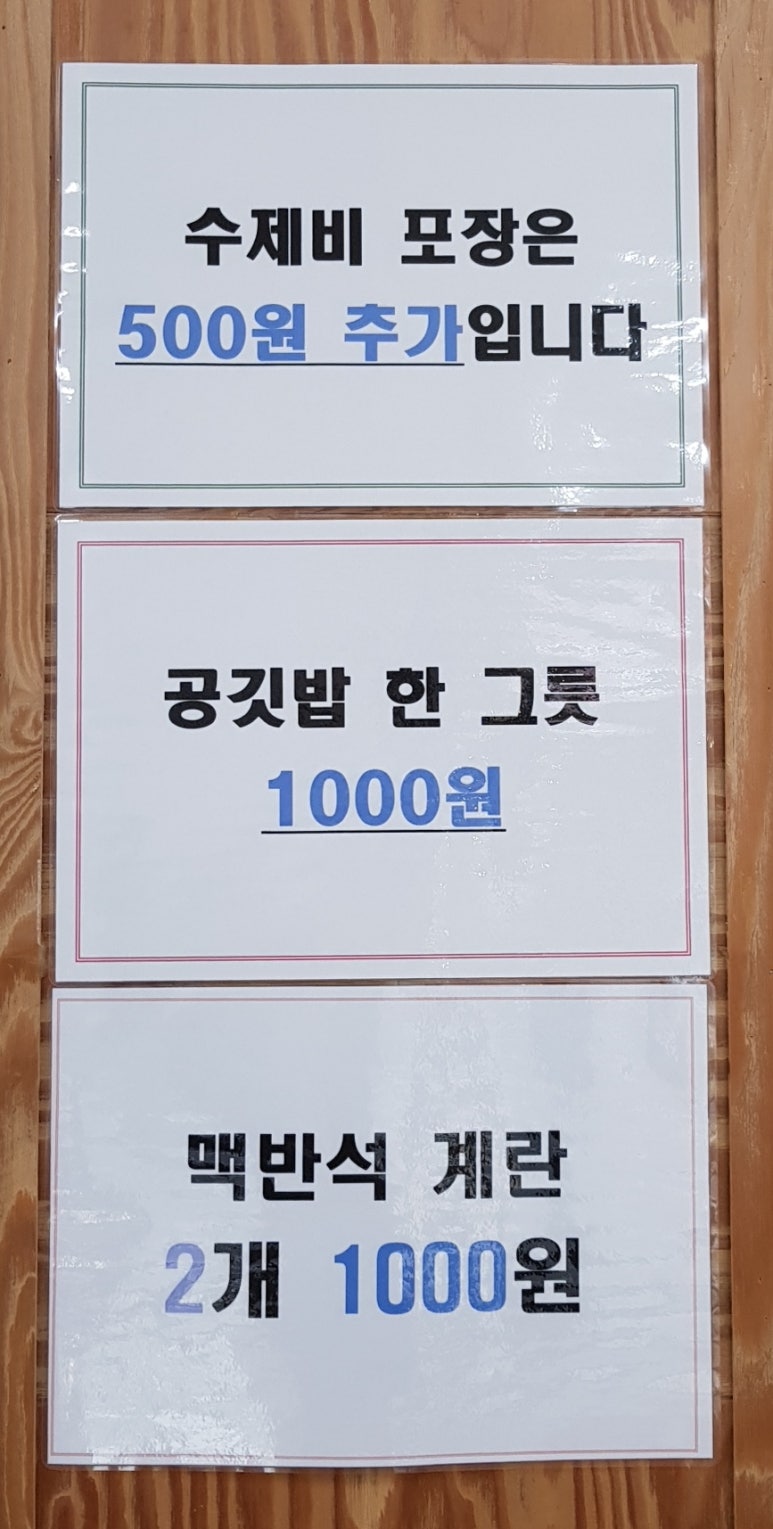 수제비 포장은
500원 추가입니다
공깃밥 한 그릇
1000원
맥반석 계란
2개 1000원